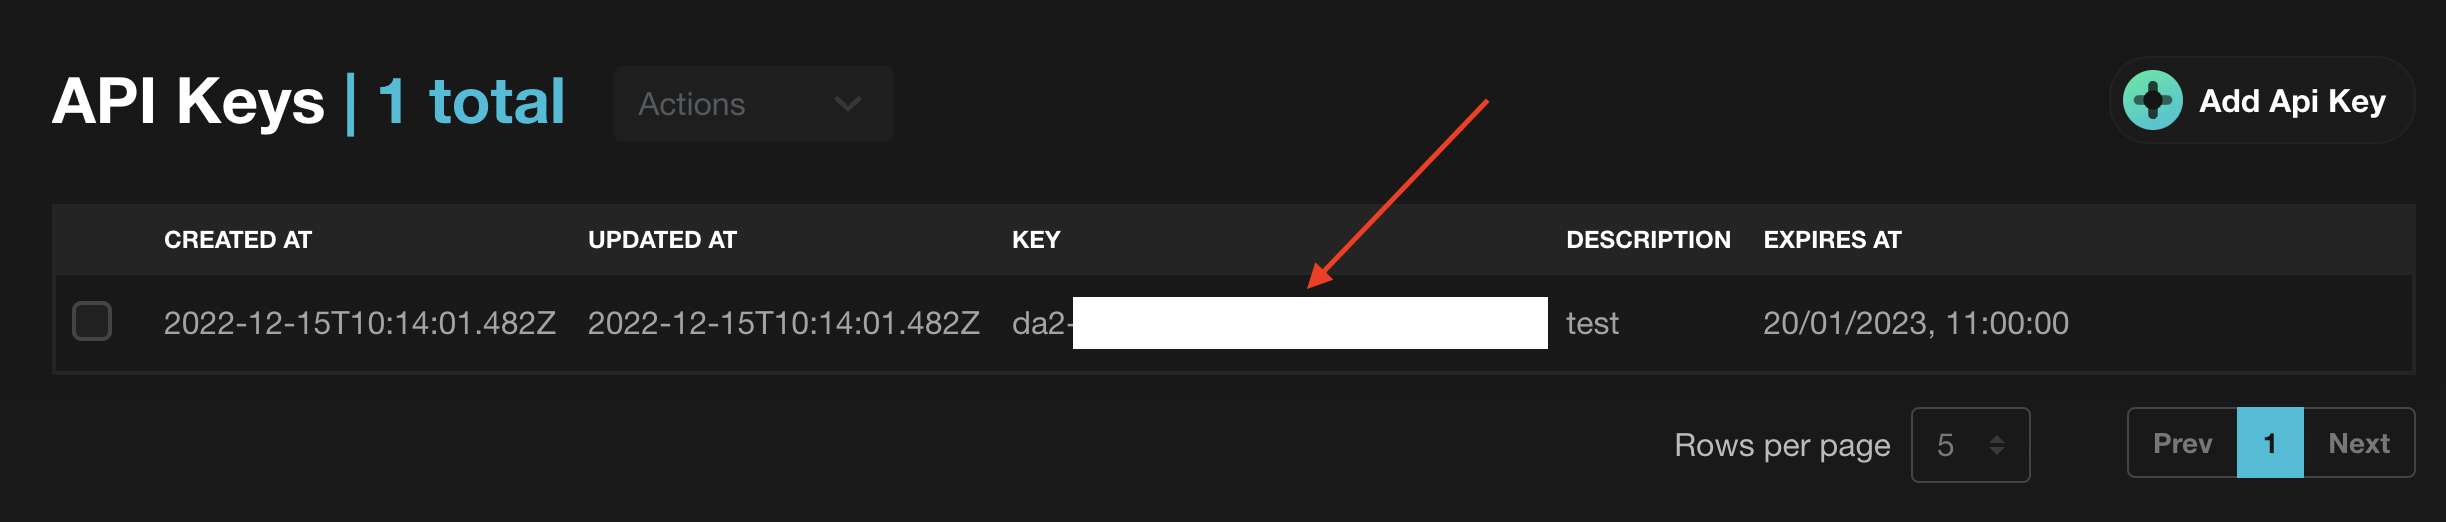 API Keys | 1 total
Actions
Add Api Key
CREATED AT UPDATED AT KEY DESCRIPTION EXPIRES AT
2022-12-15T10:14:01.482Z 2022-12-15T10:14:01.482Z da2- test 20/01/2023, 11:00:00
Rows per page 5 Prev 1 Next